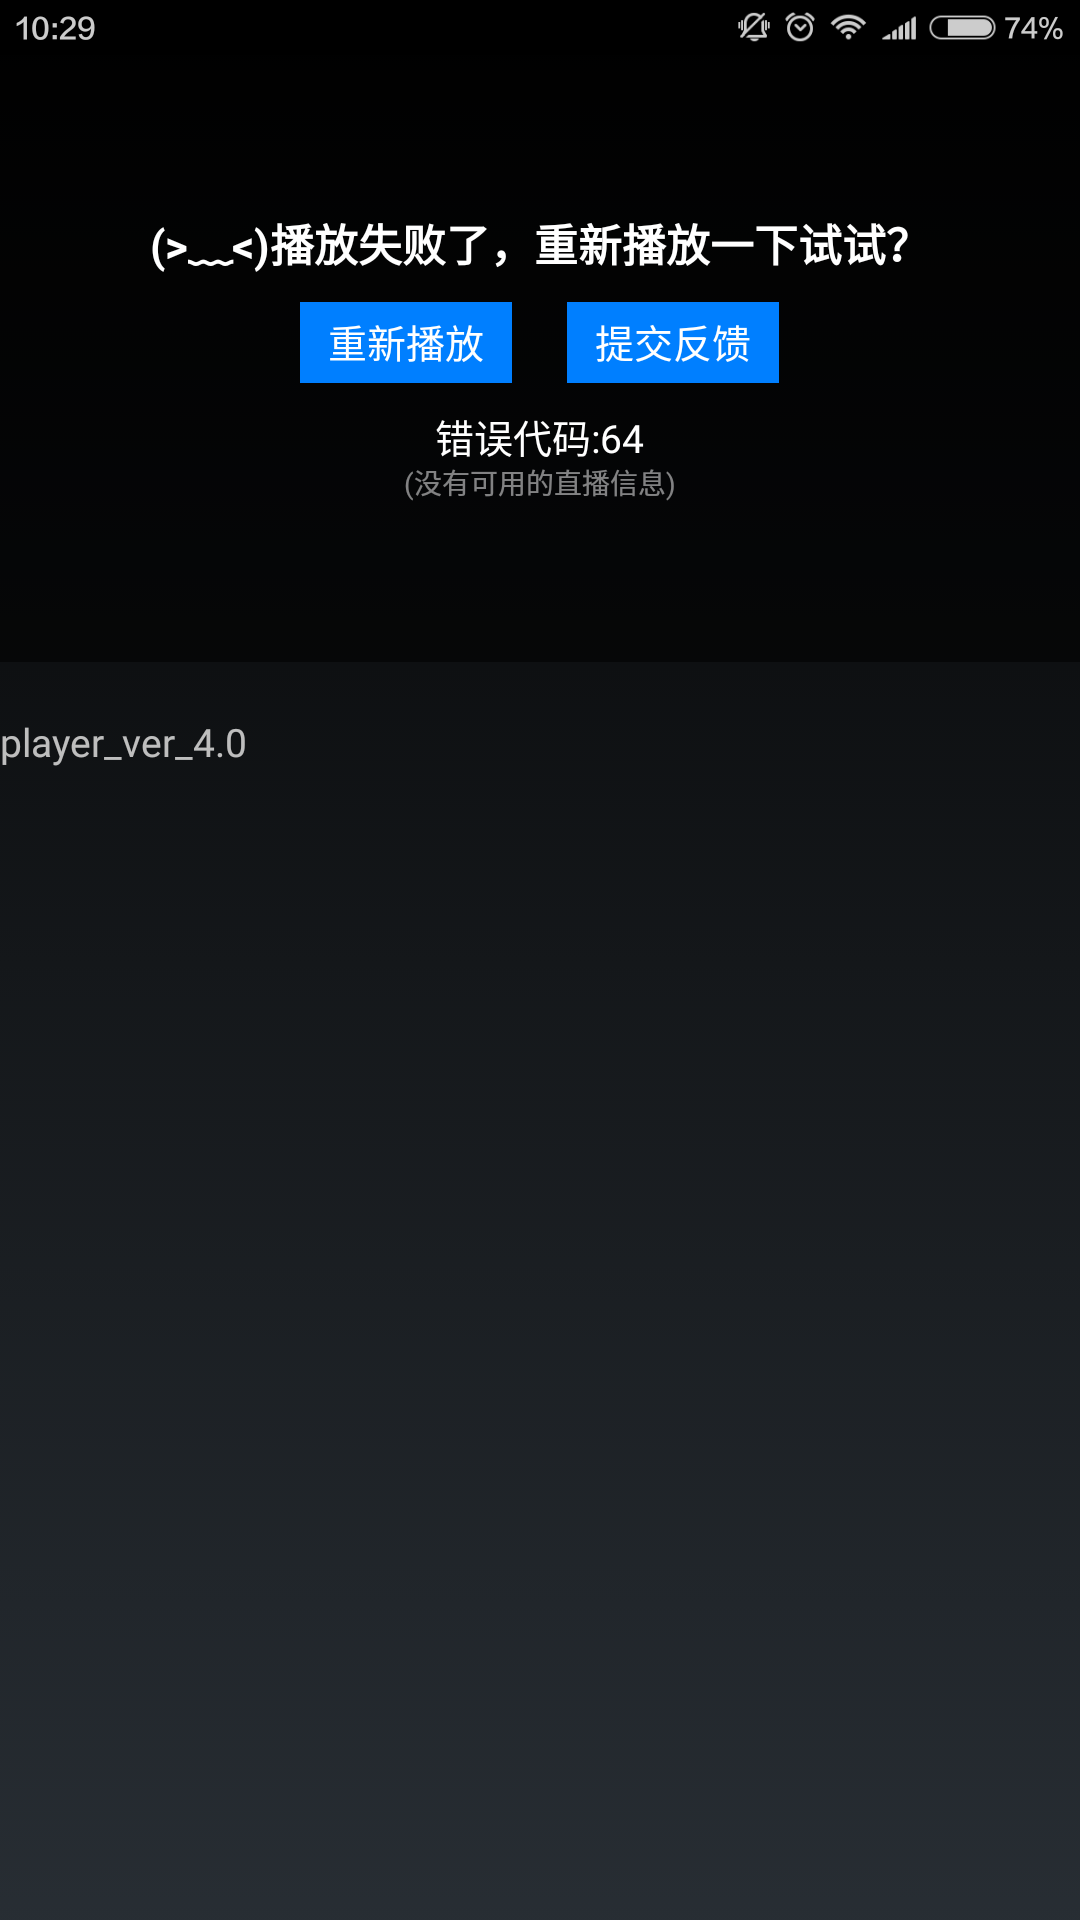 10:29
74%
(>﹏<)播放失败了，重新播放一下试试？
重新播放
提交反馈
错误代码:64
(没有可用的直播信息)
player_ver_4.0